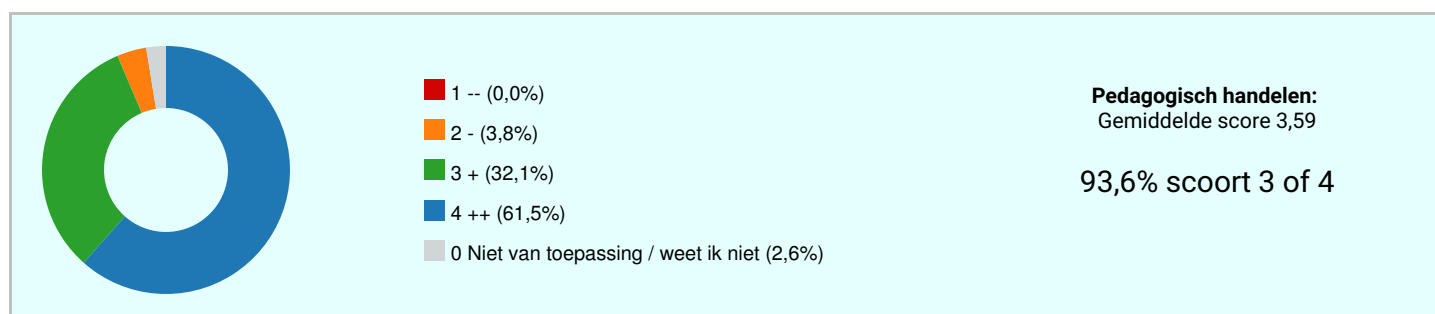 1 -- (0,0%)
2 - (3,8%)
3 + (32,1%)
4 ++ (61,5%)
0 Niet van toepassing / weet ik niet (2,6%)
Pedagogisch handelen:
Gemiddelde score 3,59
93,6% scoort 3 of 4